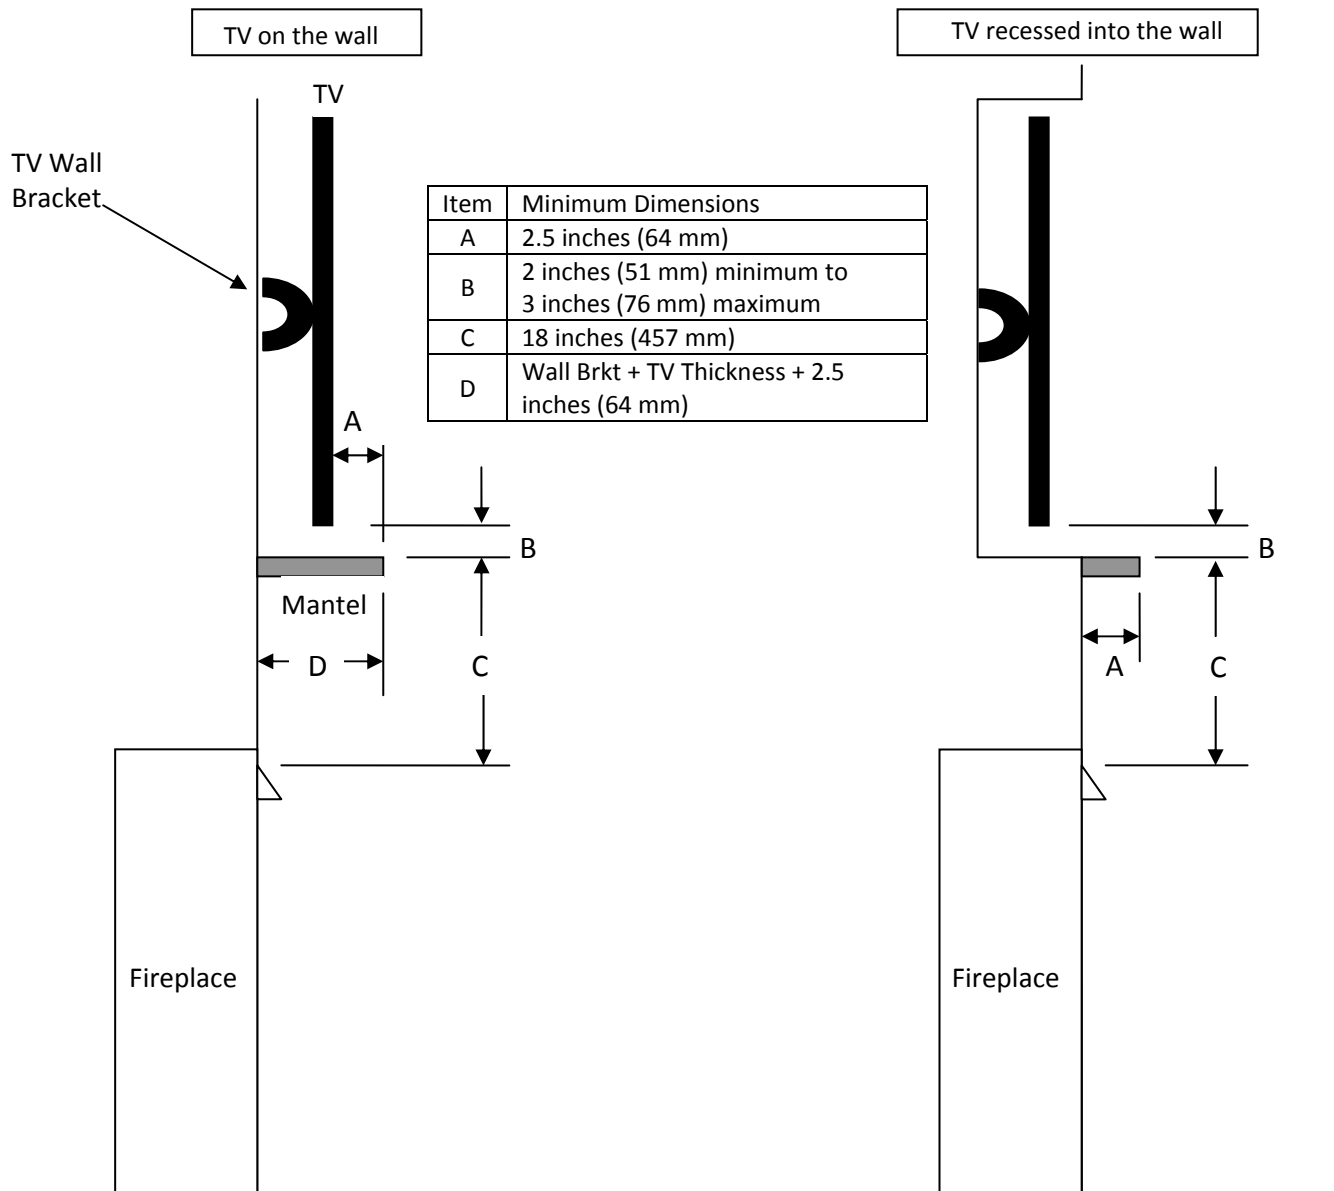 TV on the wall
TV recessed into the wall
TV
TV Wall
Bracket
Item Minimum Dimensions
A 2.5 inches (64 mm)
B 2 inches (51 mm) minimum to
3 inches (76 mm) maximum
C 18 inches (457 mm)
D Wall Brkt + TV Thickness + 2.5
inches (64 mm)
A
B
B
Mantel
D
C
A
C
Fireplace
Fireplace